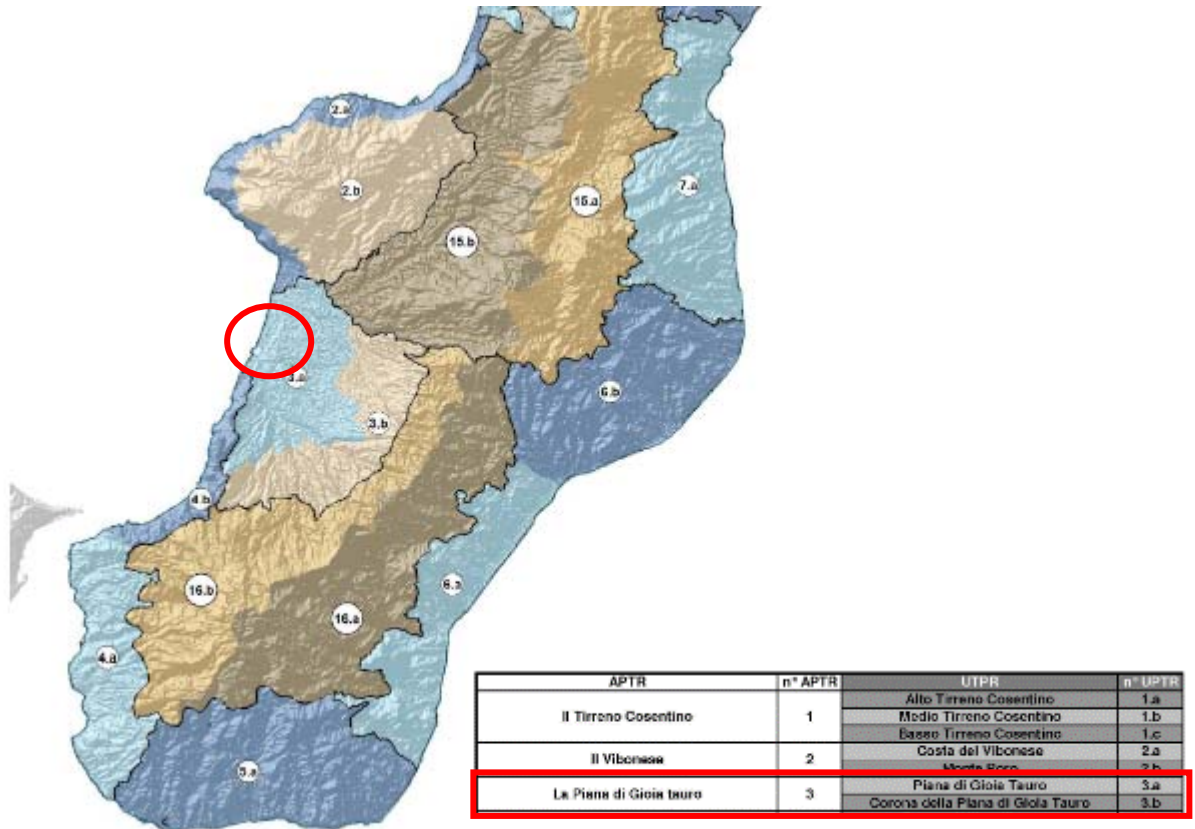 2.a
2.b
7.a
15.a
15.b
3.a
6.b
3.b
4.b
6.a
16.b
16.a
4.a
5.a
APTR n° APTR UTPR n° UPTR
Il Tirreno Cosentino 1 Alto Tirreno Cosentino 1.a
Medio Tirreno Cosentino 1.b
Basso Tirreno Cosentino 1.c
Il Vibonese 2 Costa del Vibonese 2.a
Monte Poro 2.b
La Piana di Gioia tauro 3 Piana di Gioia Tauro 3.a
Corona della Piana di Gioia Tauro 3.b